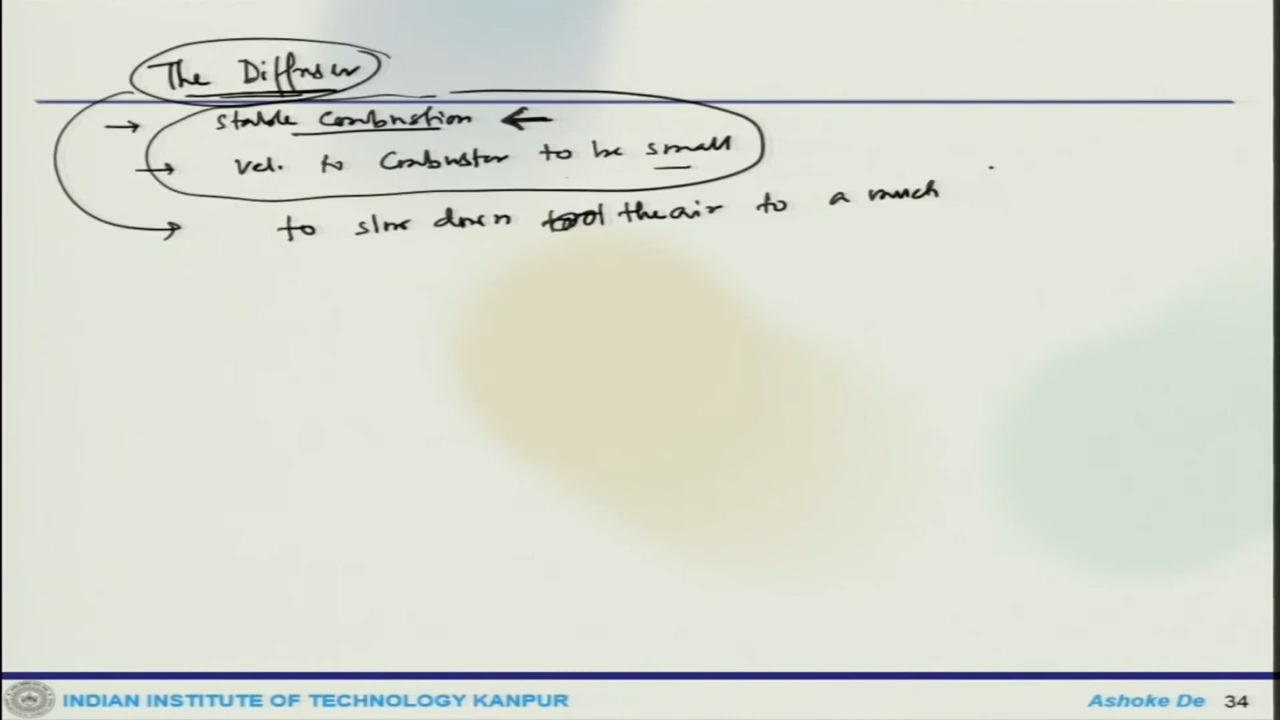 The Diffuser
→ stable combustion ←
→ vel. to Combustor to be small
→ to slow down the air to a much
INDIAN INSTITUTE OF TECHNOLOGY KANPUR
Ashoke De 34